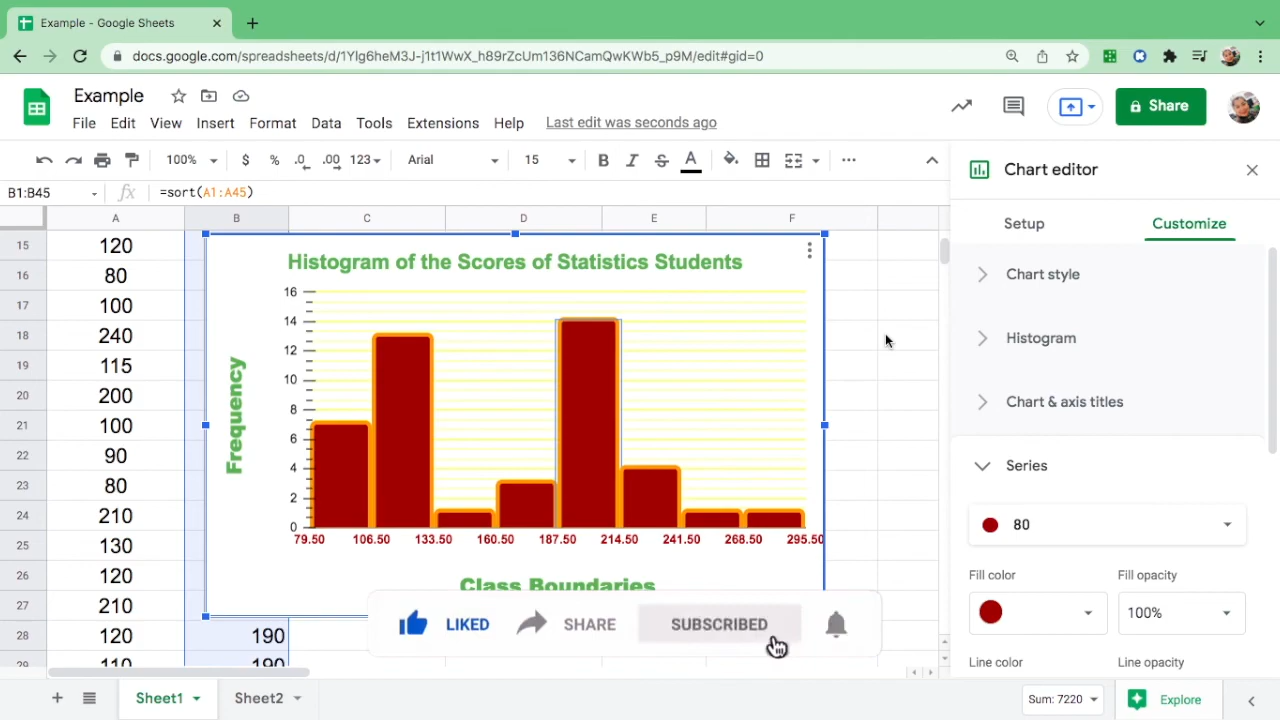 Example - Google Sheets
docs.google.com/spreadsheets/d/1Ylg6heM3J-j1t1WwX_h89rZcUm136NCamQwKWb5_p9M/edit#gid=0
Example
File Edit View Insert Format Data Tools Extensions Help Last edit was seconds ago
Share
100% $ % .0 .00 123 Arial 15 B I S A
B1:B45 fx =sort(A1:A45)
A B C D E F
15 120
16 80
17 100
18 240
19 115
20 200
21 100
22 90
23 80
24 210
25 130
26 120
27 210
28 120 190
29 110 190
Histogram of the Scores of Statistics Students
Frequency
16
14
12
10
8
6
4
2
0
79.50 106.50 133.50 160.50 187.50 214.50 241.50 268.50 295.50
Class Boundaries
LIKED SHARE SUBSCRIBED
Chart editor
Setup Customize
Chart style
Histogram
Chart & axis titles
Series
80
Fill color Fill opacity
100%
Line color Line opacity
Sheet1 Sheet2 Sum: 7220 Explore